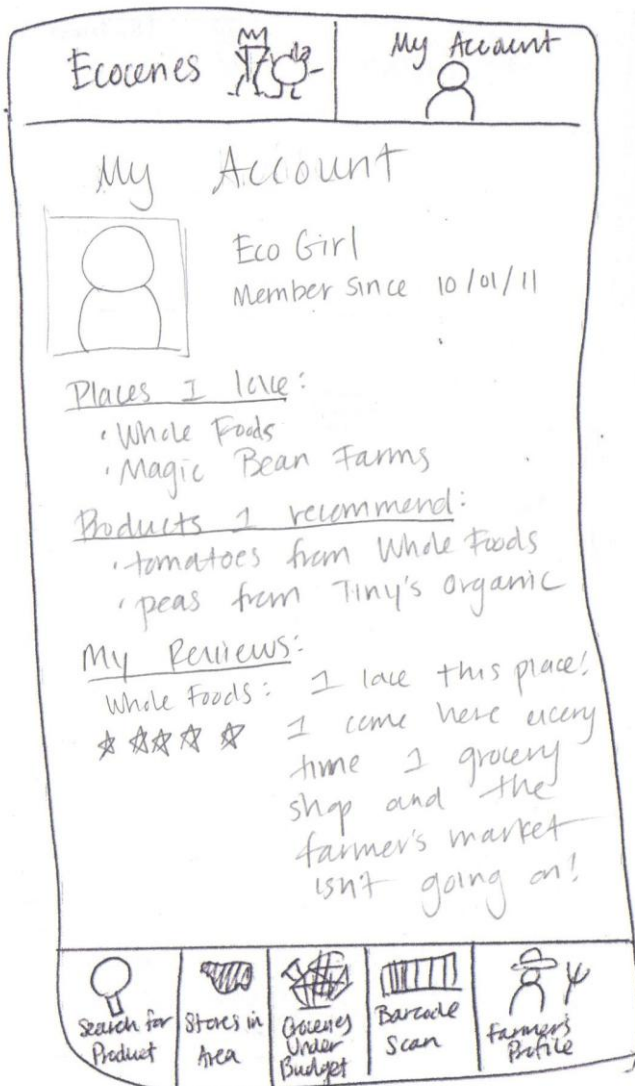 Ecoceries
My Account
My Account
Eco Girl
Member Since 10/01/11
Places I love:
• Whole Foods
• Magic Bean Farms
Products I recommend:
• tomatoes from Whole Foods
• peas from Tiny's Organic
My Reviews:
Whole Foods: I love this place!
I come here every
time I grocery
shop and the
farmer's market
isn't going on!
Search for
Product
Stores in
Area
Groceries
Under
Budget
Barcode
Scan
Farmer's
Profile